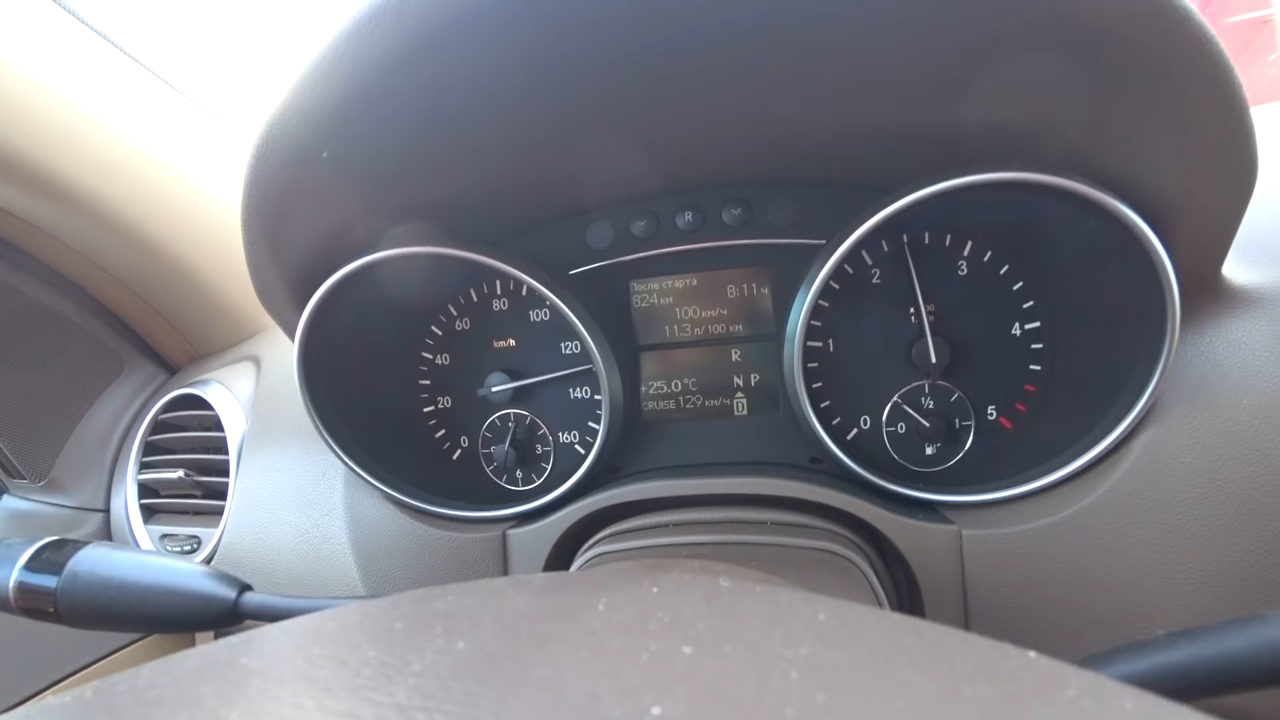 R
После старта
824 км 8:11 ч
100 км/ч
11.3 л/100 км
R
+25.0°C N P
CRUISE 129 км/ч D
0
20
40
60
80
100
120
140
160
km/h
3
6
0
1
2
3
4
5
0
1/2
1